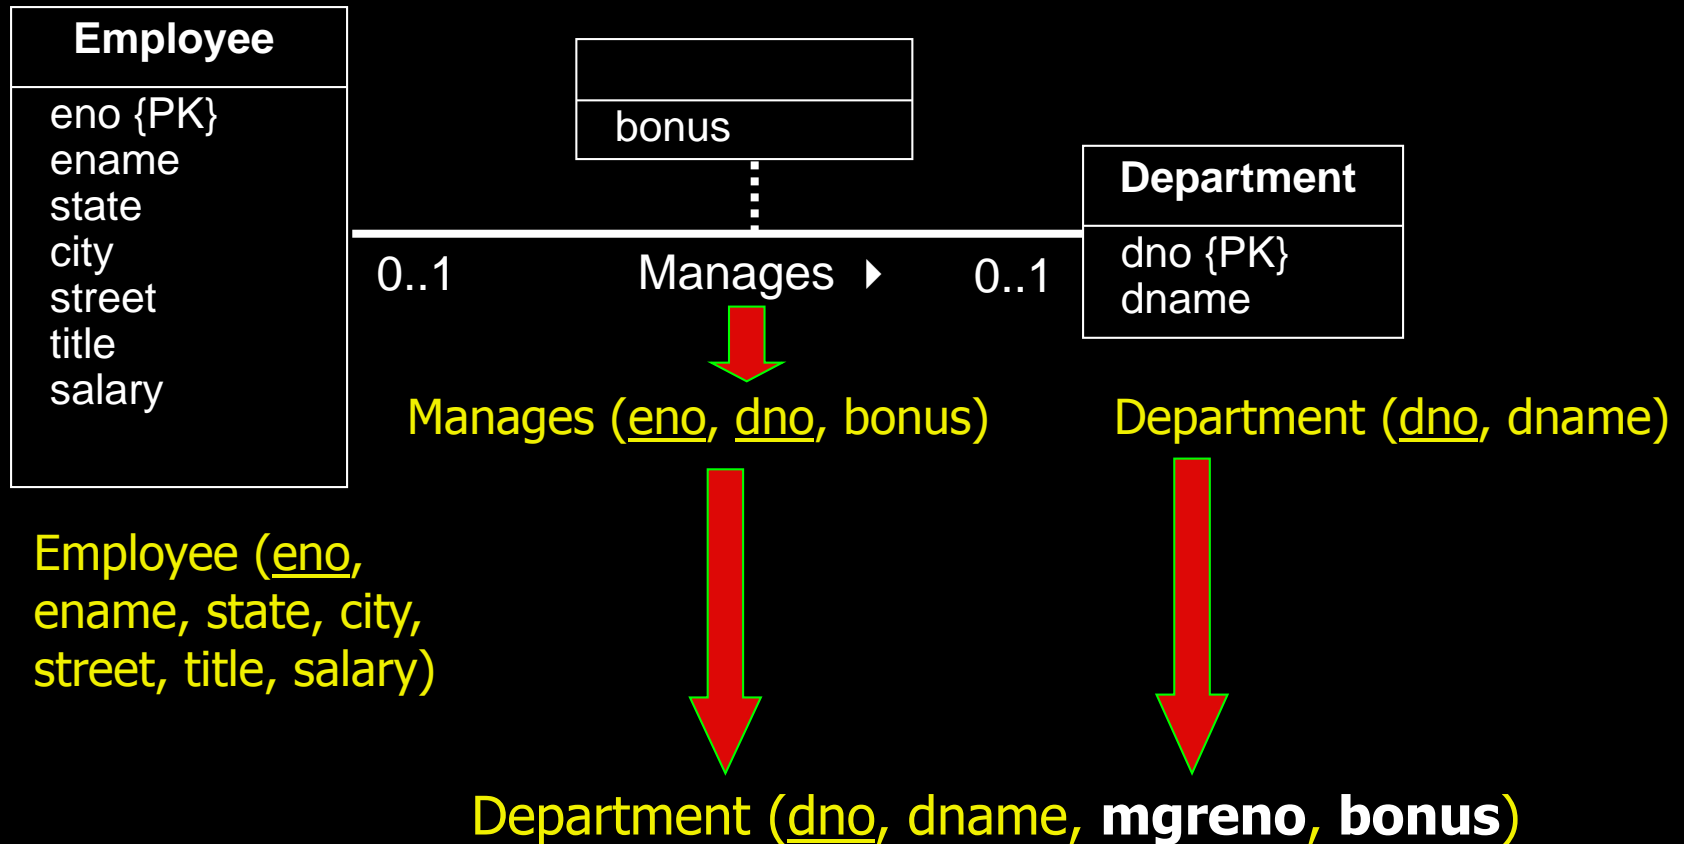 Employee
eno {PK}
ename
state
city
street
title
salary
bonus
Department
dno {PK}
dname
0..1
Manages
0..1
Manages (eno, dno, bonus)
Department (dno, dname)
Employee (eno,
ename, state, city,
street, title, salary)
Department (dno, dname, mgreno, bonus)